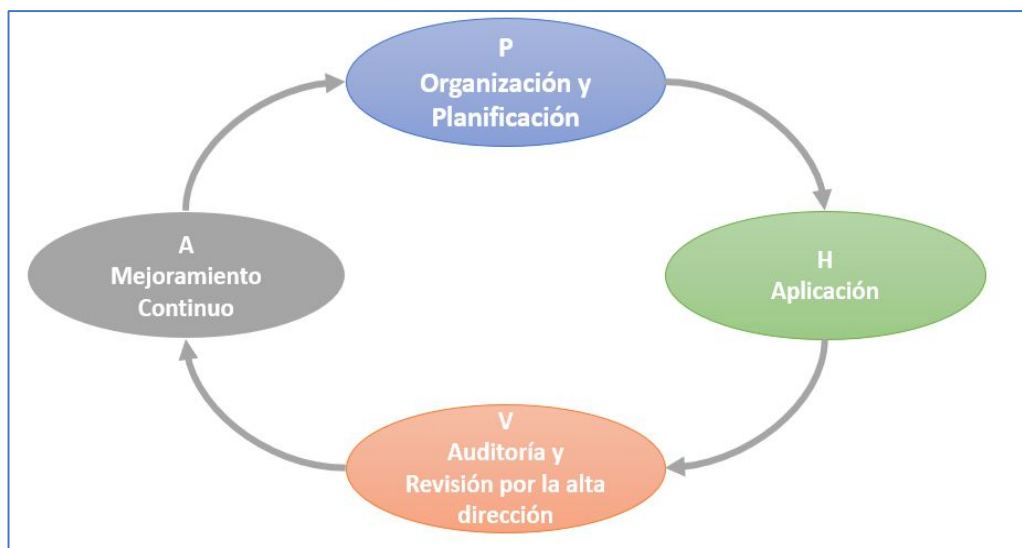 P
Organización y
Planificación
A
Mejoramiento
Continuo
H
Aplicación
V
Auditoría y
Revisión por la alta
dirección